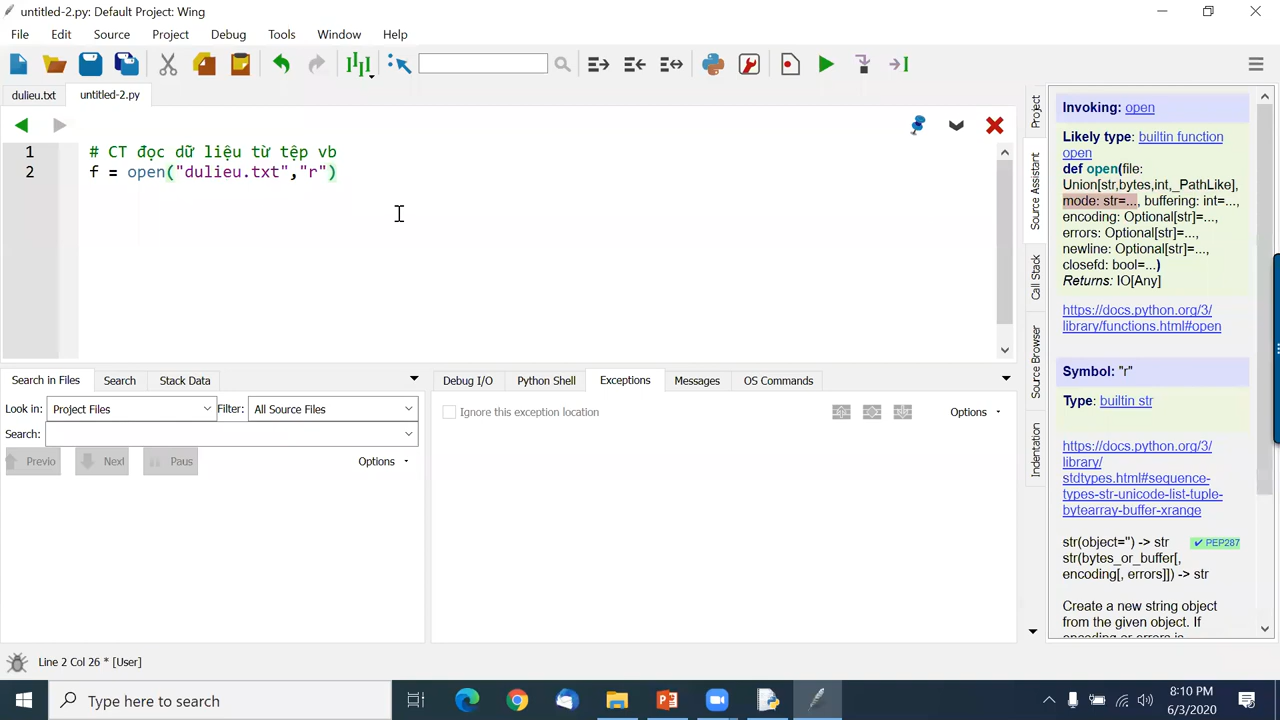 untitled-2.py: Default Project: Wing
File Edit Source Project Debug Tools Window Help
dulieu.txt untitled-2.py
1 # CT đọc dữ liệu từ tệp vb
2 f = open("dulieu.txt","r")
Project
Source Assistant
Call Stack
Source Browser
Indentation
Invoking: open
Likely type: builtin function
open
def open(file:
Union[str,bytes,int,_PathLike],
mode: str=..., buffering: int=...,
encoding: Optional[str]=...,
errors: Optional[str]=...,
newline: Optional[str]=...,
closefd: bool=...)
Returns: IO[Any]
https://docs.python.org/3/
library/functions.html#open
Symbol: "r"
Type: builtin str
https://docs.python.org/3/
library/
stdtypes.html#sequence-
types-str-unicode-list-tuple-
bytearray-buffer-xrange
str(object='') -> str ✔ PEP287
str(bytes_or_buffer[,
encoding[, errors]]) -> str
Create a new string object
from the given object. If
encoding or errors is
Search in Files Search Stack Data
Look in: Project Files Filter: All Source Files
Search:
Previo Next Paus Options
Debug I/O Python Shell Exceptions Messages OS Commands
Ignore this exception location Options
Line 2 Col 26 * [User]
Type here to search
8:10 PM
6/3/2020